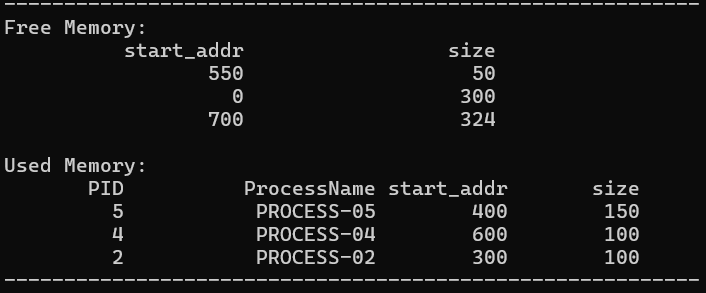 ----------------------------------------------------------
Free Memory:
          start_addr                 size
                 550                   50
                   0                  300
                 700                  324

Used Memory:
       PID          ProcessName start_addr       size
         5           PROCESS-05        400        150
         4           PROCESS-04        600        100
         2           PROCESS-02        300        100
----------------------------------------------------------